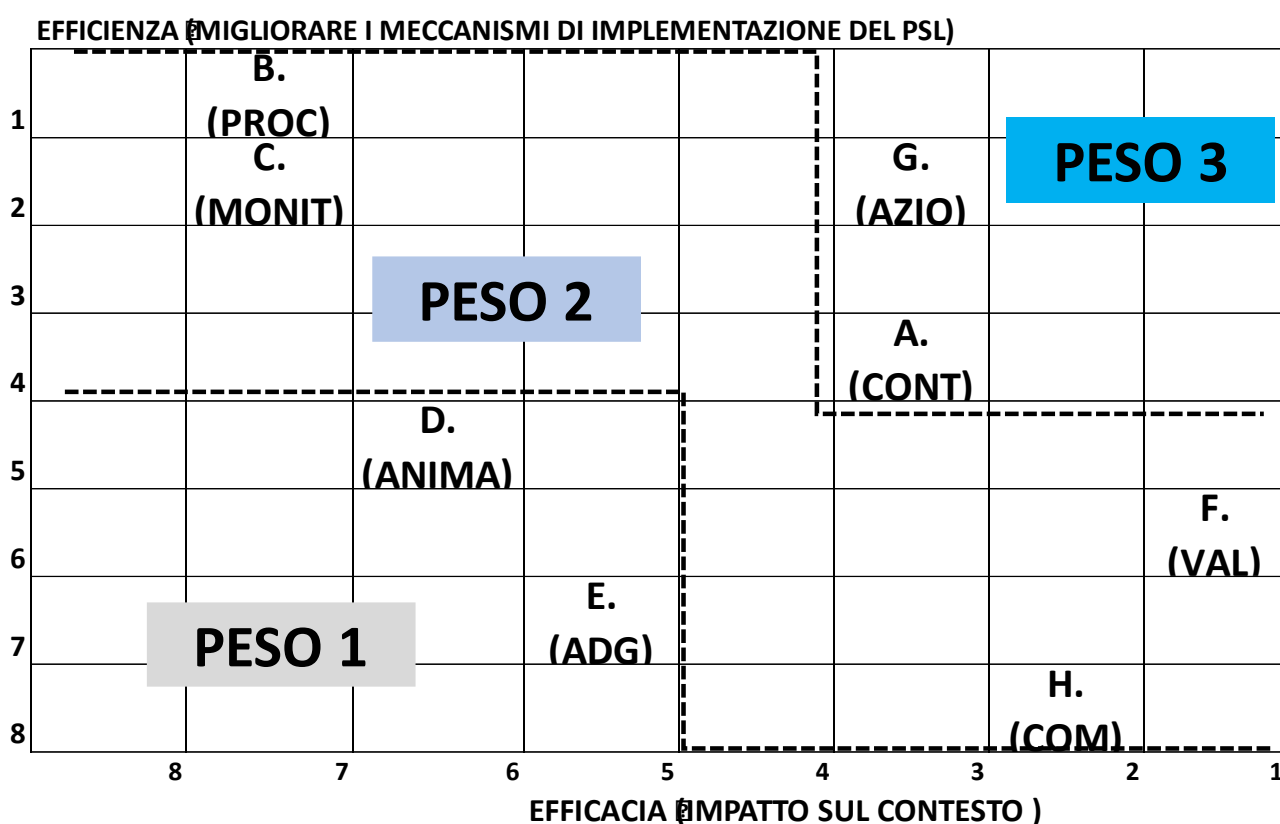 EFFICIENZA (MIGLIORARE I MECCANISMI DI IMPLEMENTAZIONE DEL PSL)
B.
1 (PROC)
C. G. PESO 3
2 (MONIT) (AZIO)
3 PESO 2
A.
4 (CONT)
D.
5 (ANIMA)
F.
6 (VAL)
E.
7 PESO 1 (ADG)
H.
8 (COM)
8 7 6 5 4 3 2 1
EFFICACIA (IMPATTO SUL CONTESTO )